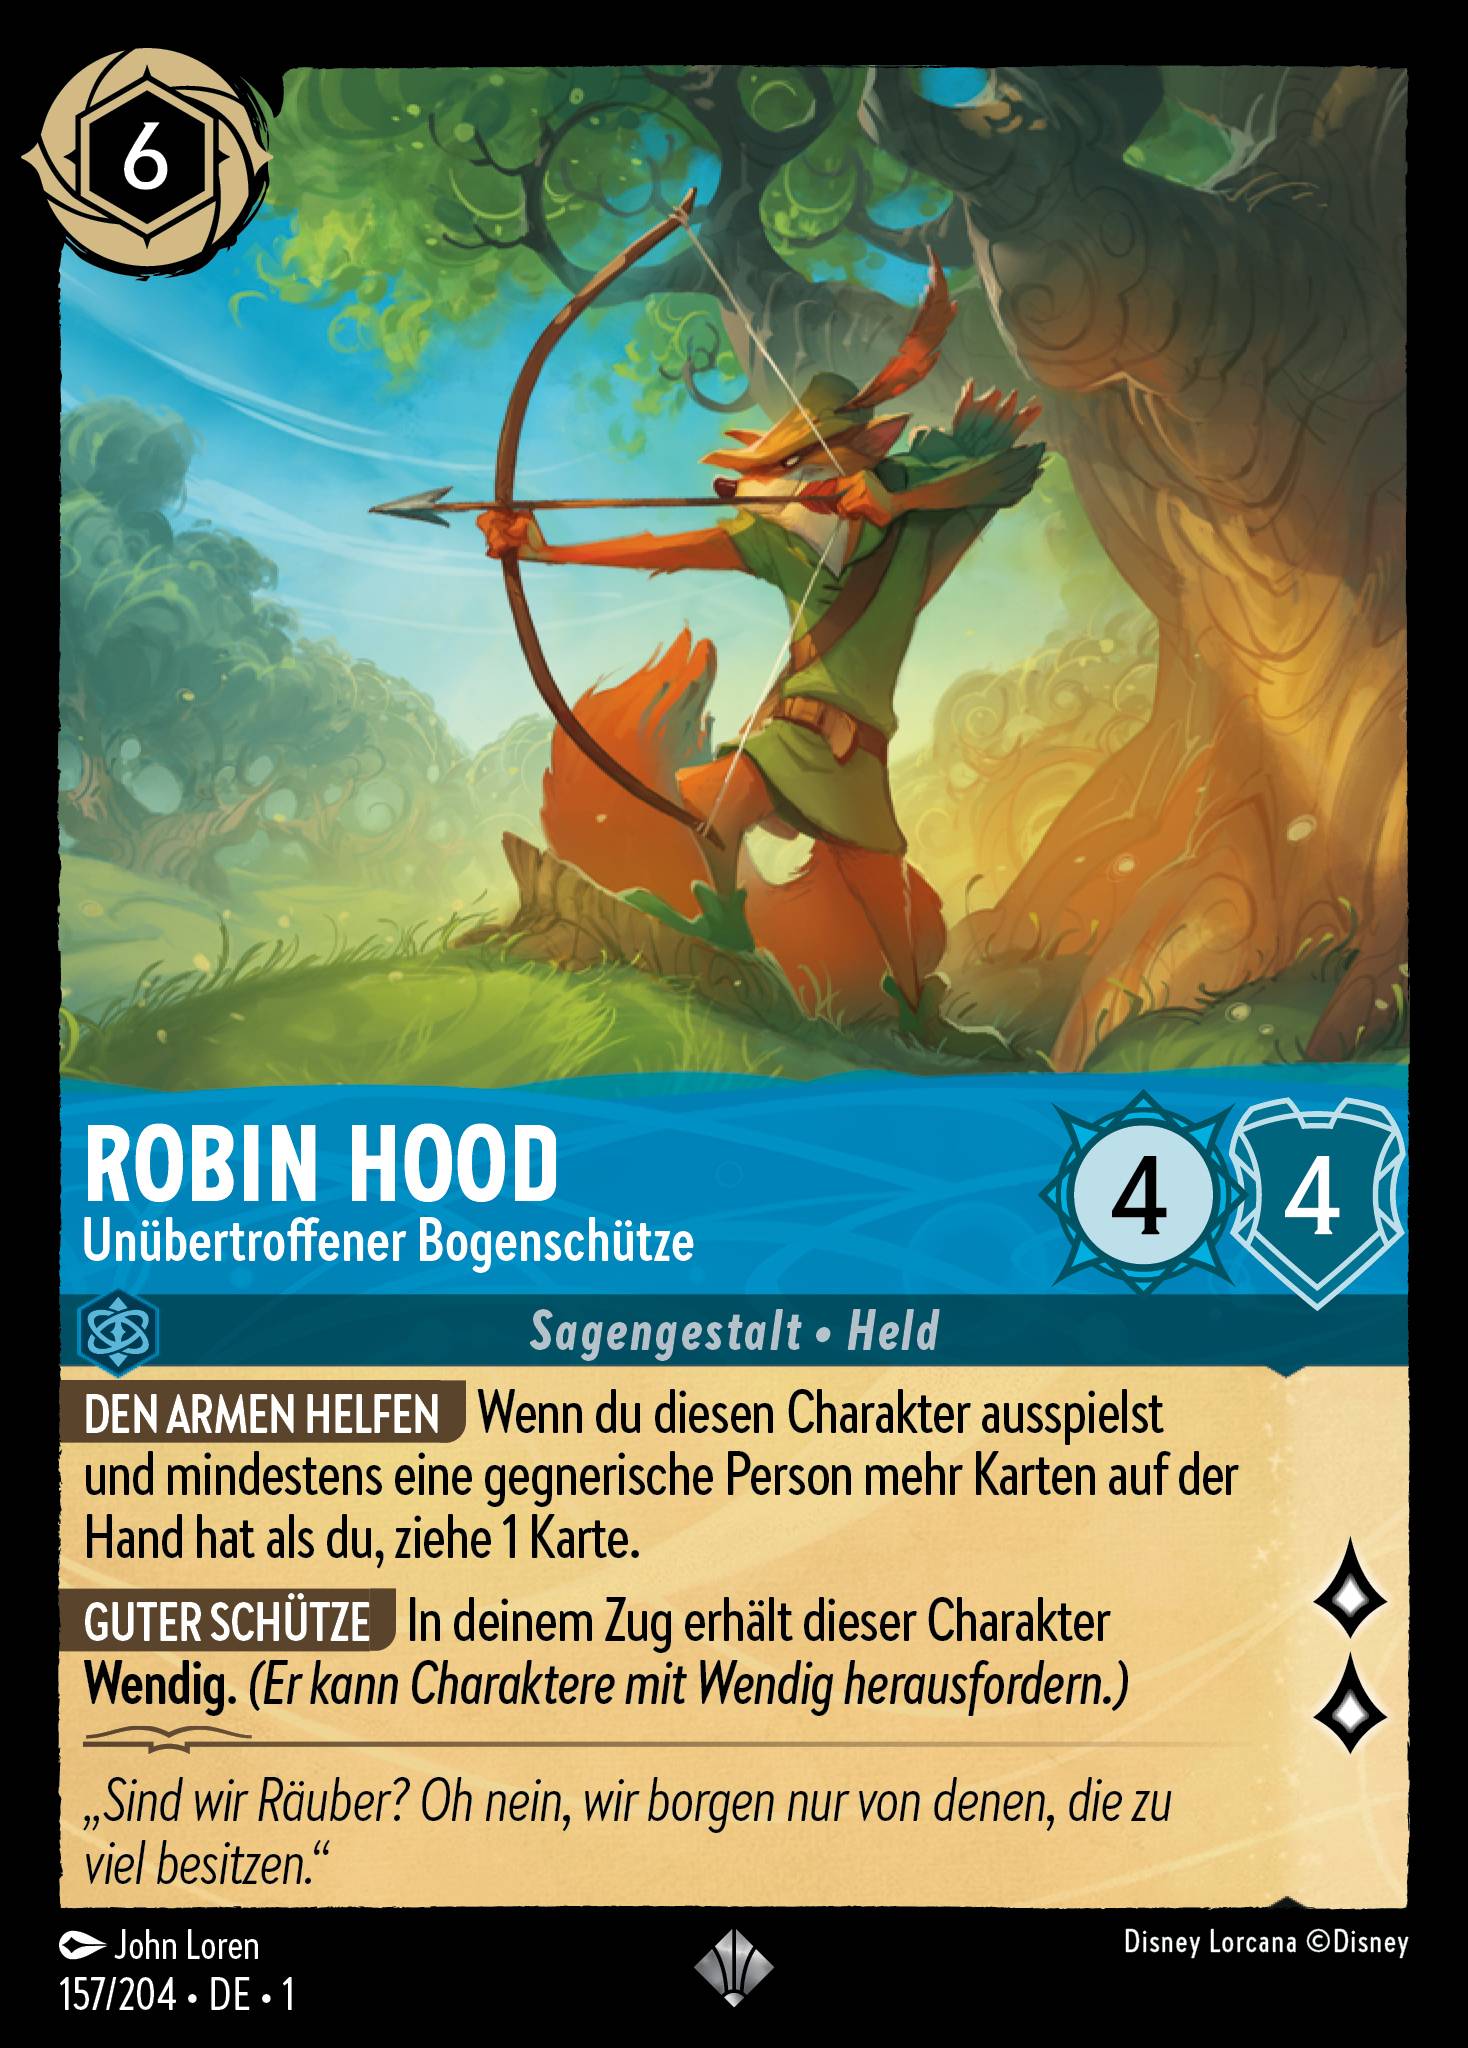 6
ROBIN HOOD
Unübertroffener Bogenschütze
4
4
Sagengestalt • Held
DEN ARMEN HELFEN Wenn du diesen Charakter ausspielst
und mindestens eine gegnerische Person mehr Karten auf der
Hand hat als du, ziehe 1 Karte.
GUTER SCHÜTZE In deinem Zug erhält dieser Charakter
Wendig. (Er kann Charaktere mit Wendig herausfordern.)
„Sind wir Räuber? Oh nein, wir borgen nur von denen, die zu
viel besitzen.“
John Loren
Disney Lorcana ©Disney
157/204 • DE • 1